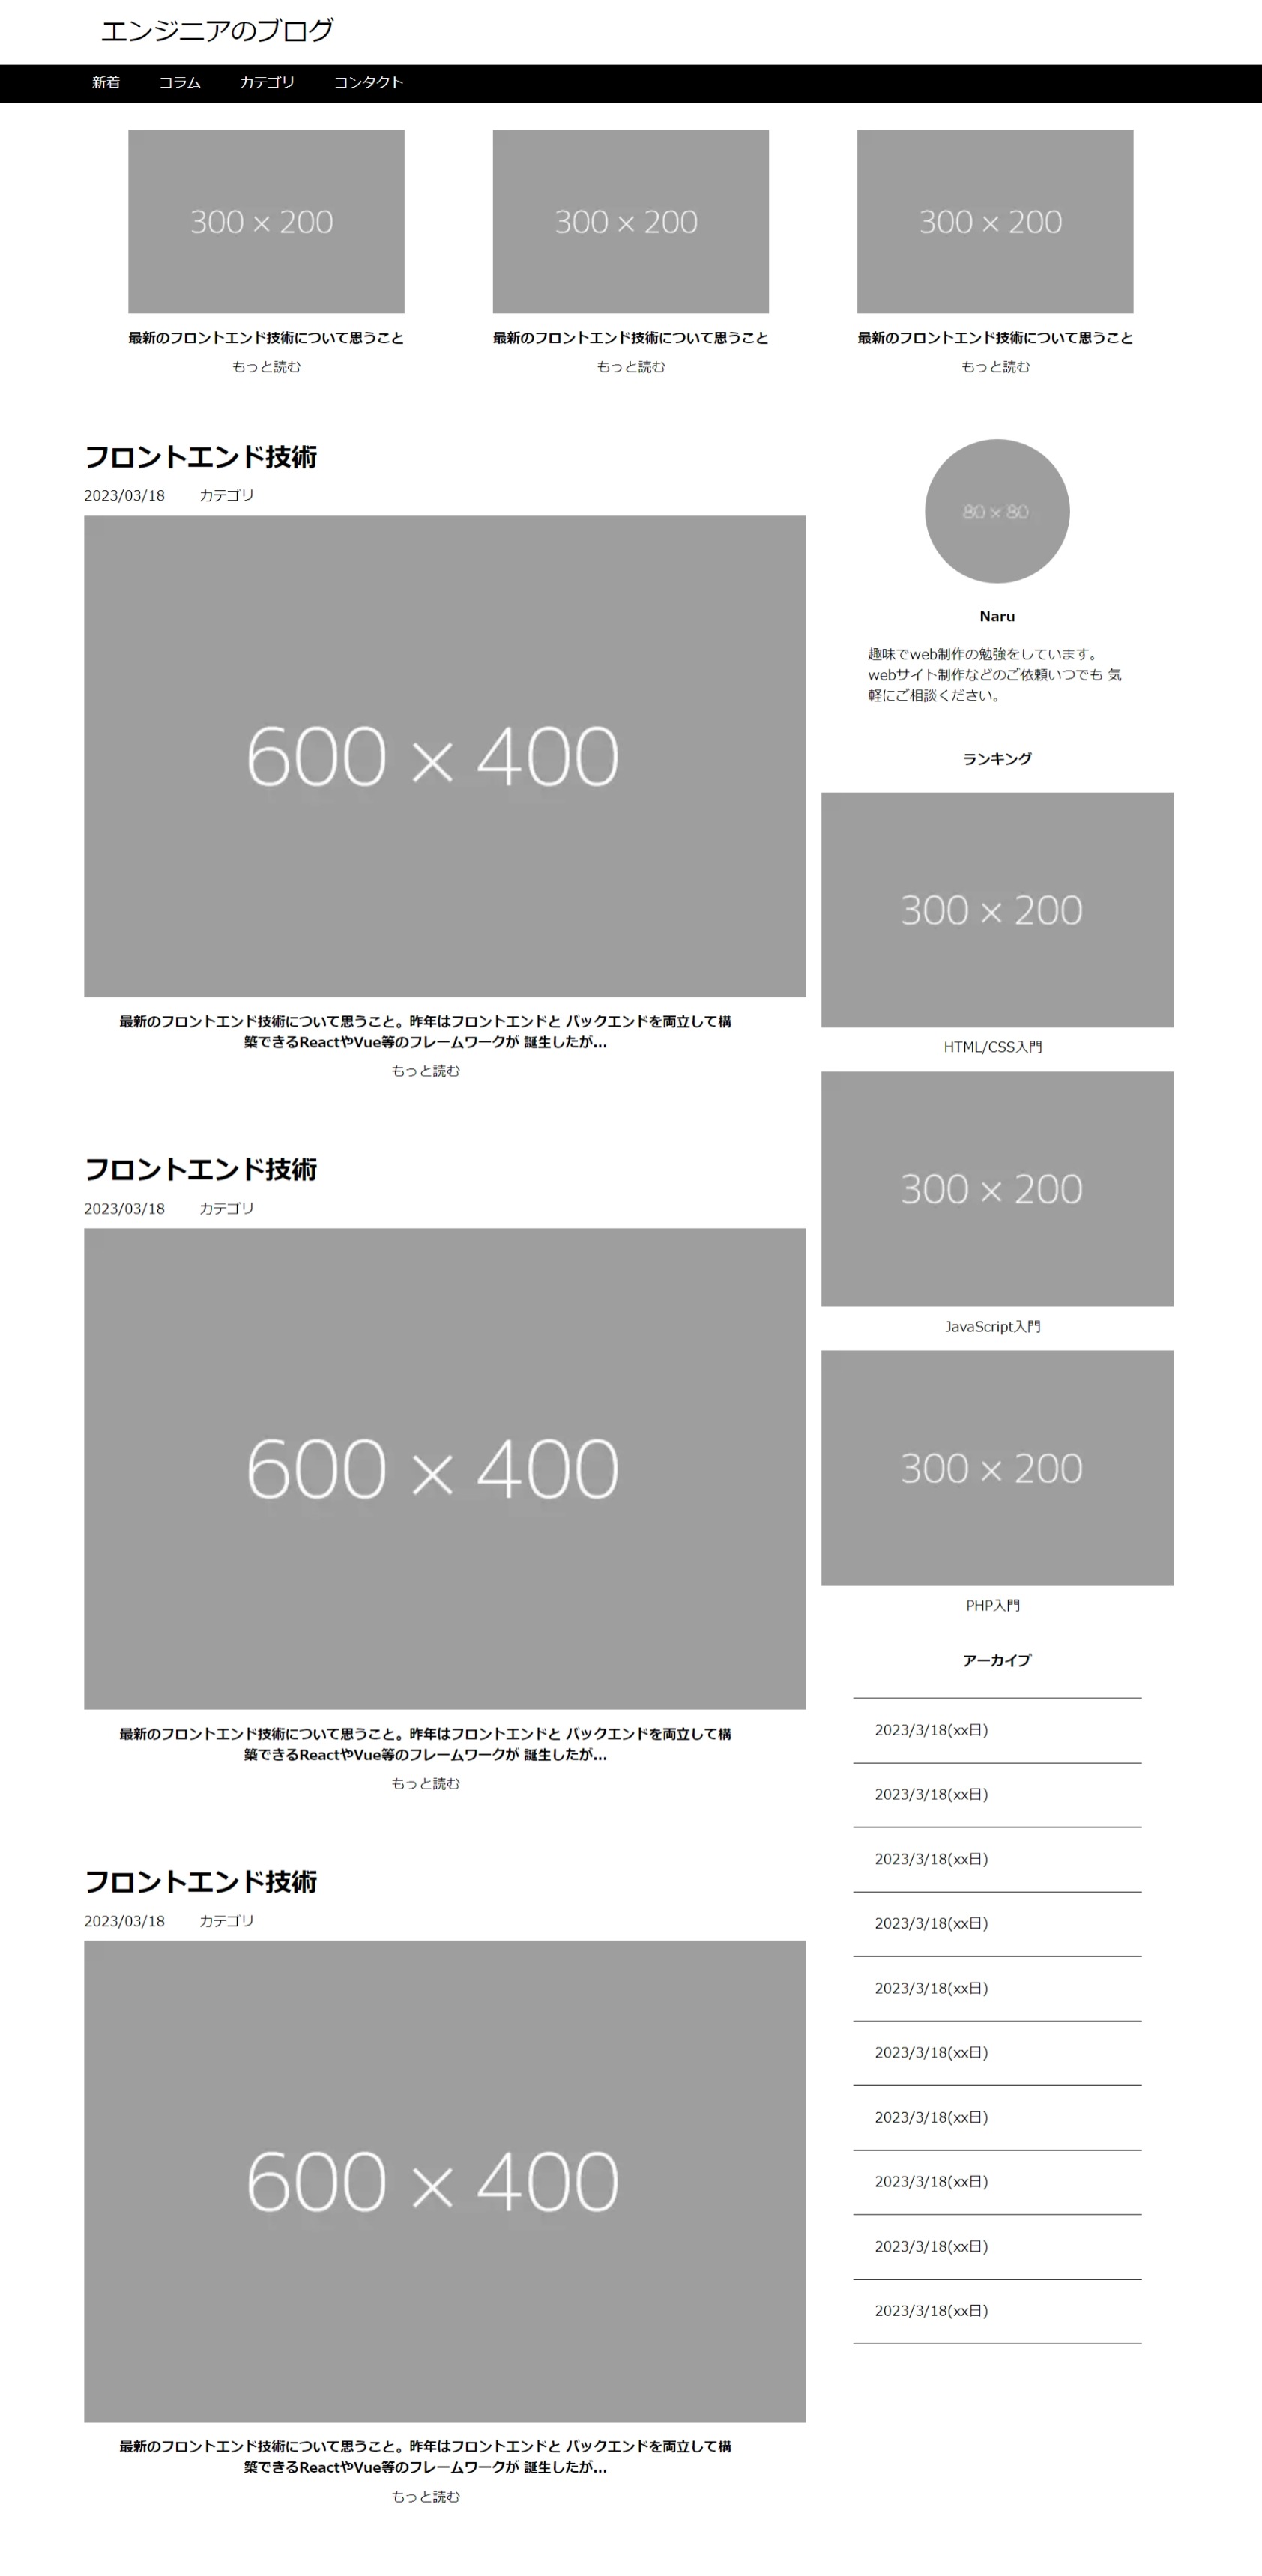 エンジニアのブログ
新着 コラム カテゴリ コンタクト
300 × 200
最新のフロントエンド技術について思うこと
もっと読む
300 × 200
最新のフロントエンド技術について思うこと
もっと読む
300 × 200
最新のフロントエンド技術について思うこと
もっと読む
フロントエンド技術
2023/03/18 カテゴリ
600 × 400
最新のフロントエンド技術について思うこと。昨年はフロントエンドと バックエンドを両立して構
築できるReactやVue等のフレームワークが 誕生したが...
もっと読む
フロントエンド技術
2023/03/18 カテゴリ
600 × 400
最新のフロントエンド技術について思うこと。昨年はフロントエンドと バックエンドを両立して構
築できるReactやVue等のフレームワークが 誕生したが...
もっと読む
フロントエンド技術
2023/03/18 カテゴリ
600 × 400
最新のフロントエンド技術について思うこと。昨年はフロントエンドと バックエンドを両立して構
築できるReactやVue等のフレームワークが 誕生したが...
もっと読む
80 × 80
Naru
趣味でweb制作の勉強をしています。
webサイト制作などのご依頼いつでも 気
軽にご相談ください。
ランキング
300 × 200
HTML/CSS入門
300 × 200
JavaScript入門
300 × 200
PHP入門
アーカイブ
2023/3/18(xx日)
2023/3/18(xx日)
2023/3/18(xx日)
2023/3/18(xx日)
2023/3/18(xx日)
2023/3/18(xx日)
2023/3/18(xx日)
2023/3/18(xx日)
2023/3/18(xx日)
2023/3/18(xx日)